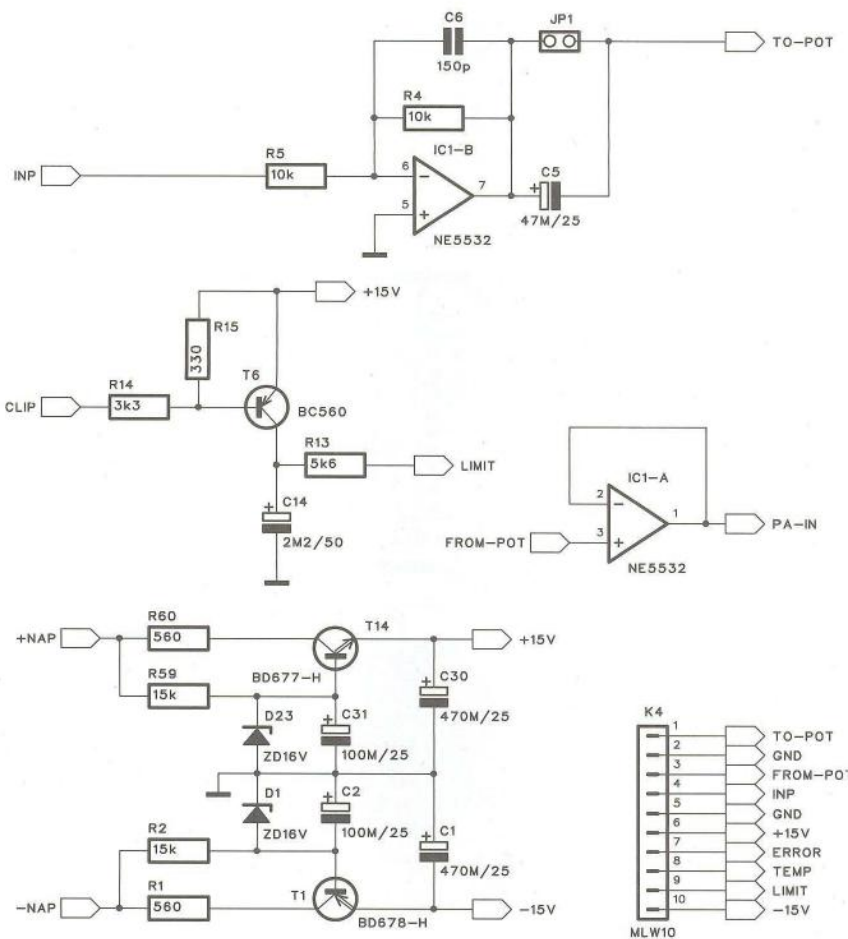 C6
150p
JP1
TO-POT
R4
10k
R5
10k
INP
IC1-B
6
7
5
+
C5
47M/25
NE5532
+15V
R15
330
T6
R14
3k3
CLIP
BC560
R13
5k6
LIMIT
+
C14
2M2/50
IC1-A
2
1
3
FROM-POT
PA-IN
NE5532
R60
560
+NAP
T14
+15V
R59
15k
BD677-H
+
C30
470M/25
D23
ZD16V
+
C31
100M/25
D1
ZD16V
+
C2
100M/25
R2
15k
+
C1
470M/25
R1
560
-NAP
T1
BD678-H
-15V
K4
1 TO-POT
2 GND
3 FROM-POT
4 INP
5 GND
6 +15V
7 ERROR
8 TEMP
9 LIMIT
10 -15V
MLW10